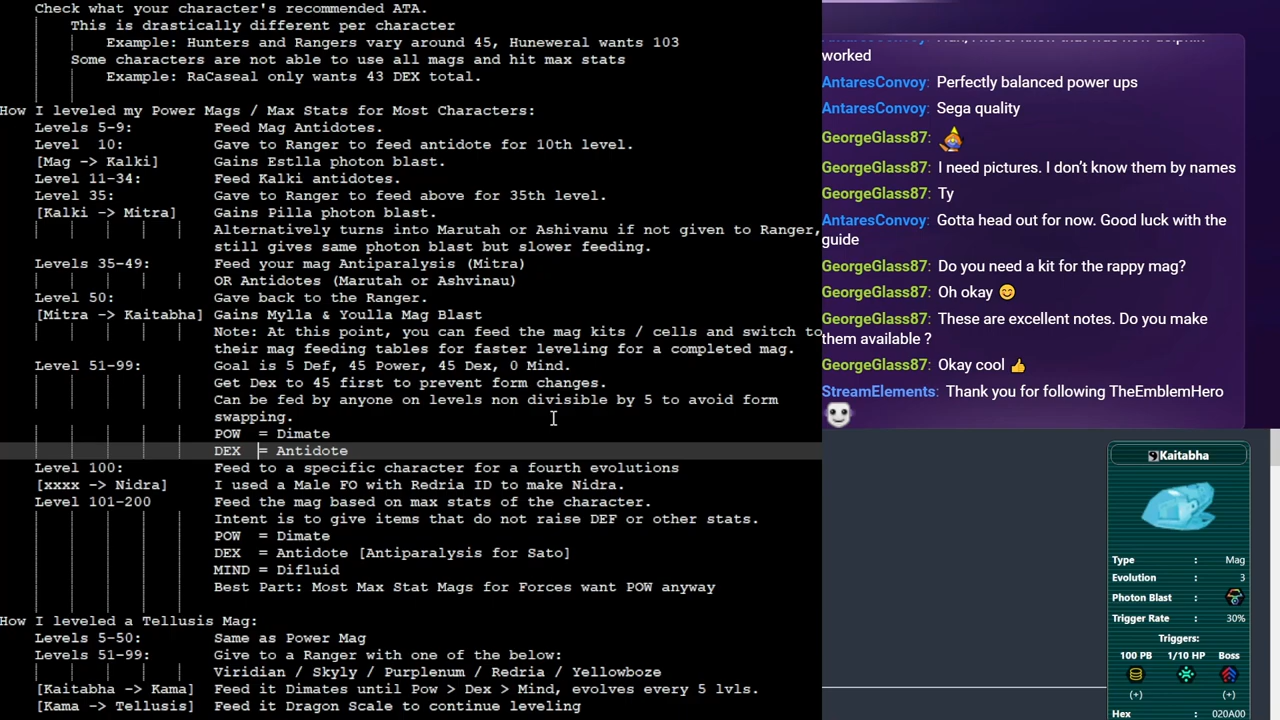 Check what your character's recommended ATA.
This is drastically different per character
Example: Hunters and Rangers vary around 45, Huneweral wants 103
Some characters are not able to use all mags and hit max stats
Example: RaCaseal only wants 43 DEX total.
How I leveled my Power Mags / Max Stats for Most Characters:
Levels 5-9: Feed Mag Antidotes.
Level 10: Gave to Ranger to feed antidote for 10th level.
[Mag -> Kalki] Gains Estlla photon blast.
Level 11-34: Feed Kalki antidotes.
Level 35: Gave to Ranger to feed above for 35th level.
[Kalki -> Mitra] Gains Pilla photon blast.
Alternatively turns into Marutah or Ashivanu if not given to Ranger,
still gives same photon blast but slower feeding.
Levels 35-49: Feed your mag Antiparalysis (Mitra)
OR Antidotes (Marutah or Ashvinau)
Level 50: Gave back to the Ranger.
[Mitra -> Kaitabha] Gains Mylla & Youlla Mag Blast
Note: At this point, you can feed the mag kits / cells and switch to
their mag feeding tables for faster leveling for a completed mag.
Level 51-99: Goal is 5 Def, 45 Power, 45 Dex, 0 Mind.
Get Dex to 45 first to prevent form changes.
Can be fed by anyone on levels non divisible by 5 to avoid form
swapping.
POW = Dimate
DEX = Antidote
Level 100: Feed to a specific character for a fourth evolutions
[xxxx -> Nidra] I used a Male FO with Redria ID to make Nidra.
Level 101-200 Feed the mag based on max stats of the character.
Intent is to give items that do not raise DEF or other stats.
POW = Dimate
DEX = Antidote [Antiparalysis for Sato]
MIND = Difluid
Best Part: Most Max Stat Mags for Forces want POW anyway
How I leveled a Tellusis Mag:
Levels 5-50: Same as Power Mag
Levels 51-99: Give to a Ranger with one of the below:
Viridian / Skyly / Purplenum / Redria / Yellowboze
[Kaitabha -> Kama] Feed it Dimates until Pow > Dex > Mind, evolves every 5 lvls.
[Kama -> Tellusis] Feed it Dragon Scale to continue leveling
worked
AntaresConvoy: Perfectly balanced power ups
AntaresConvoy: Sega quality
GeorgeGlass87:
GeorgeGlass87: I need pictures. I don't know them by names
GeorgeGlass87: Ty
AntaresConvoy: Gotta head out for now. Good luck with the
guide
GeorgeGlass87: Do you need a kit for the rappy mag?
GeorgeGlass87: Oh okay
GeorgeGlass87: These are excellent notes. Do you make
them available ?
GeorgeGlass87: Okay cool
StreamElements: Thank you for following TheEmblemHero
Kaitabha
Type : Mag
Evolution : 3
Photon Blast :
Trigger Rate : 30%
Triggers:
100 PB 1/10 HP Boss
(+) (+)
Hex : 020A00